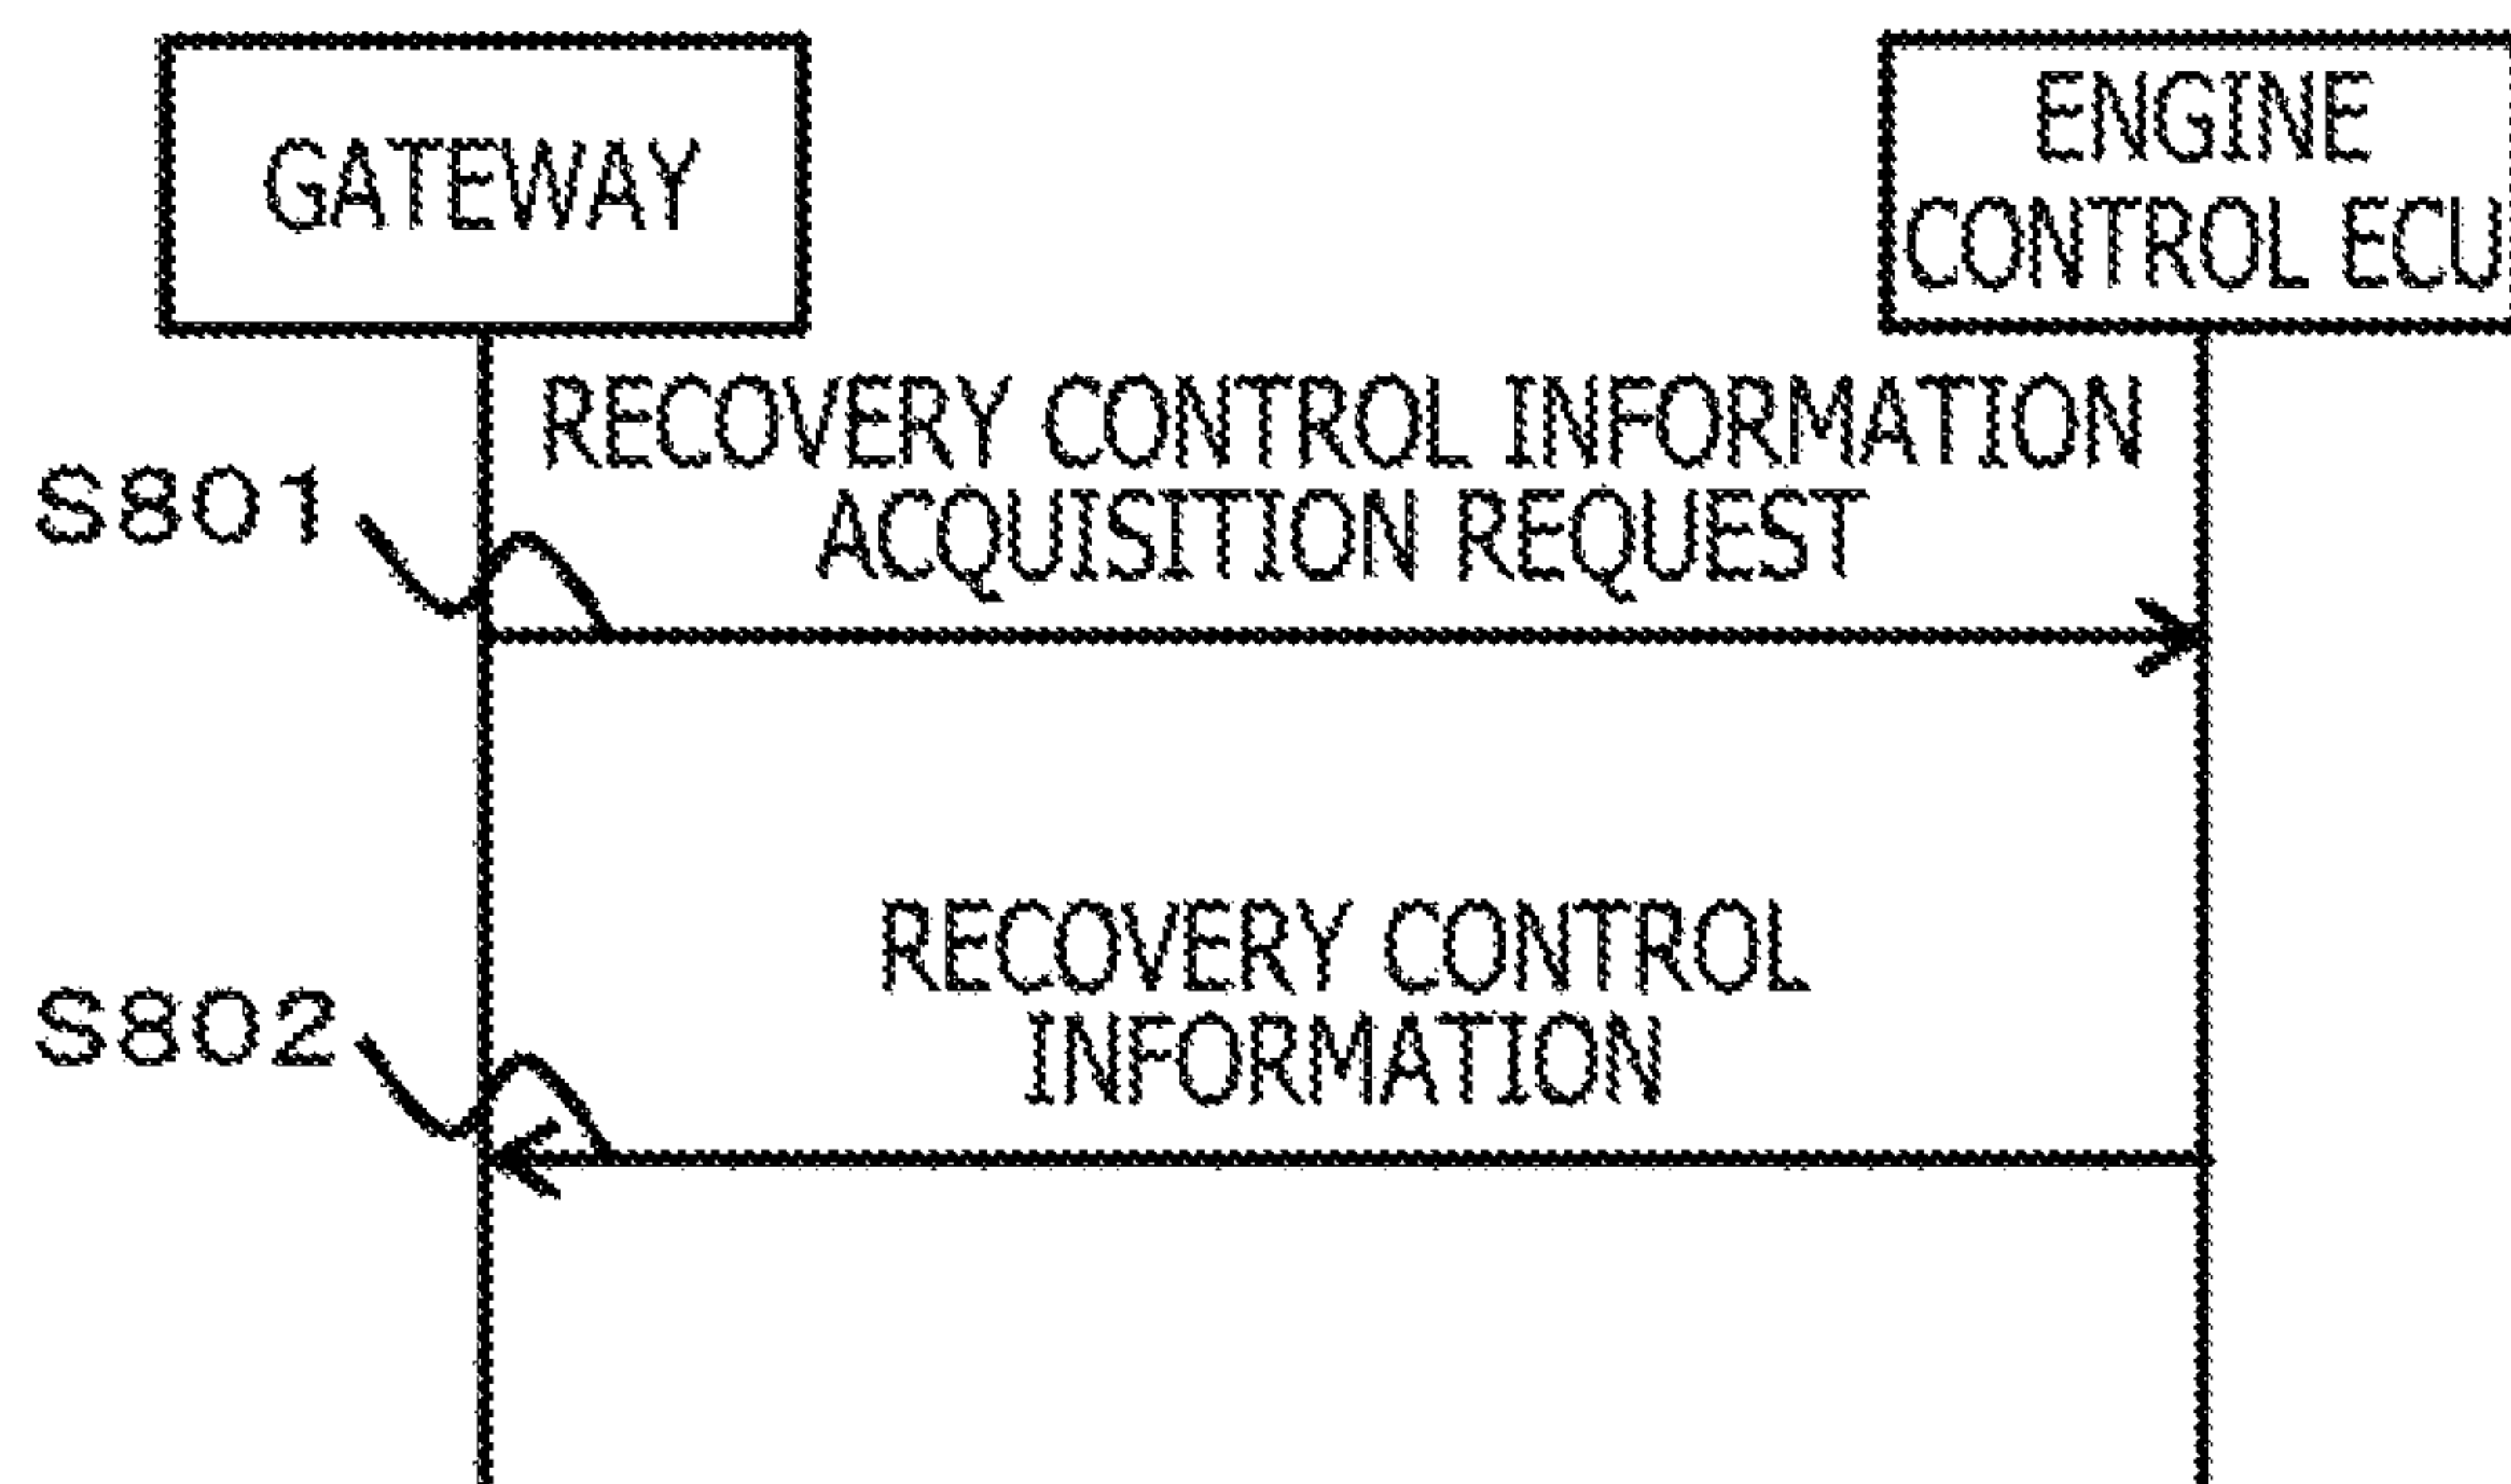 GATEWAY
ENGINE
CONTROL ECU
RECOVERY CONTROL INFORMATION
ACQUISITION REQUEST
S801
RECOVERY CONTROL
INFORMATION
S802